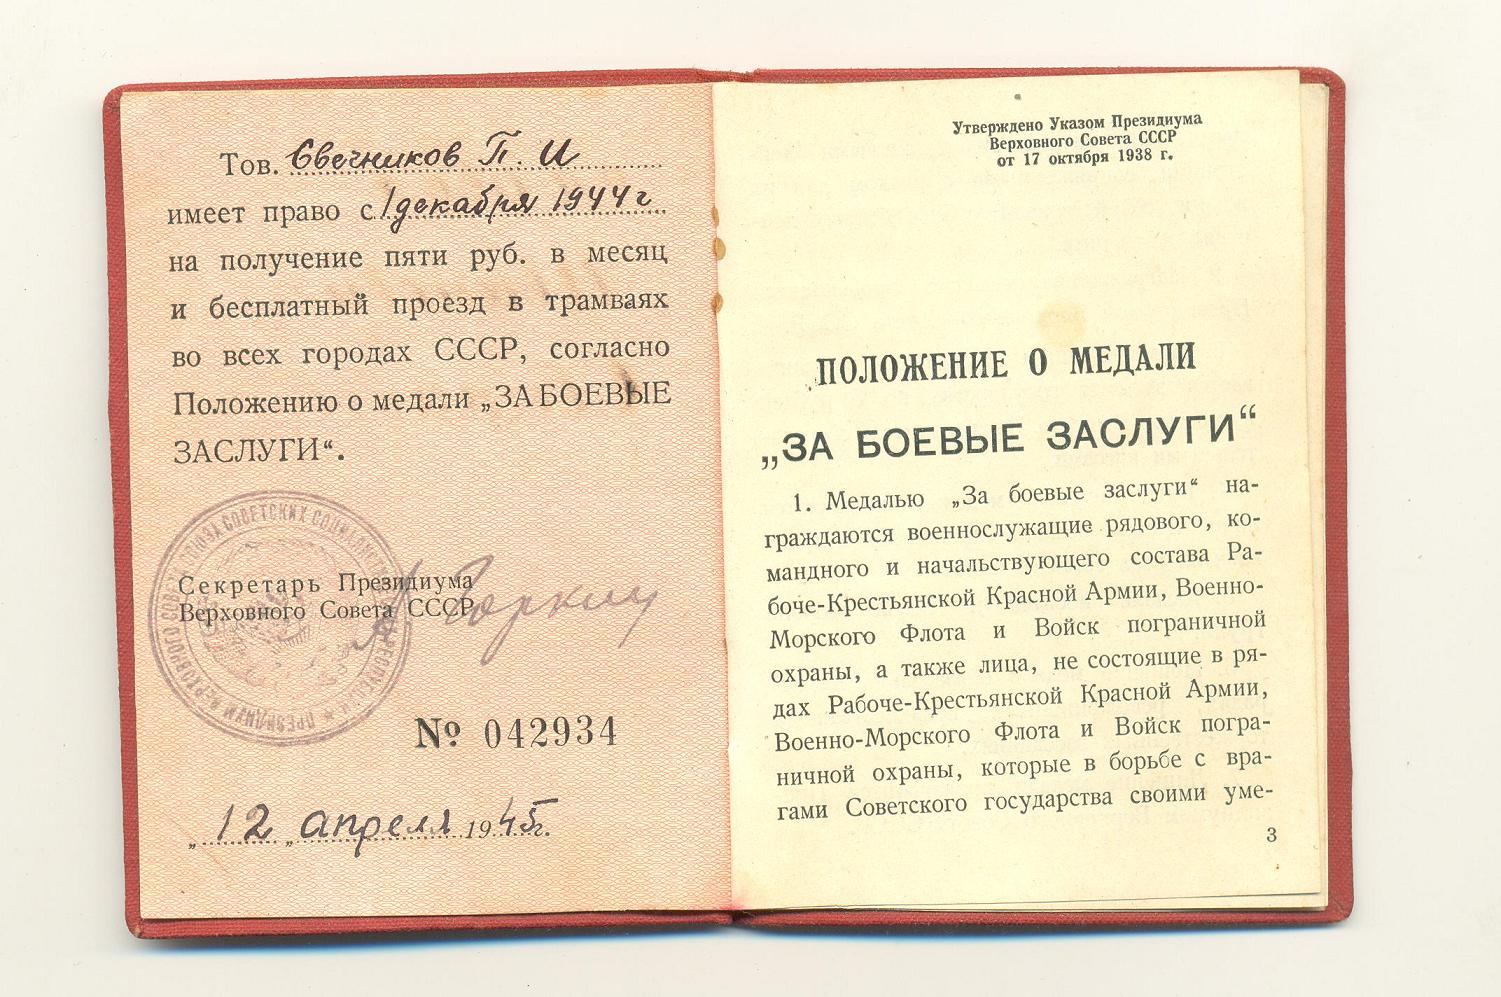 Тов. Свечников П. И
имеет право с 1 декабря 1944 г
на получение пяти руб. в месяц
и бесплатный проезд в трамваях
во всех городах СССР, согласно
Положению о медали „ЗА БОЕВЫЕ
ЗАСЛУГИ“.
Секретарь Президиума
Верховного Совета СССР
А Горкин
№ 042934
„ 12 „ апреля 1945 г.
Утверждено Указом Президиума
Верховного Совета СССР
от 17 октября 1938 г.
ПОЛОЖЕНИЕ О МЕДАЛИ
„ЗА БОЕВЫЕ ЗАСЛУГИ“
1. Медалью „За боевые заслуги“ на-
граждаются военнослужащие рядового, ко-
мандного и начальствующего состава Ра-
боче-Крестьянской Красной Армии, Военно-
Морского Флота и Войск пограничной
охраны, а также лица, не состоящие в ря-
дах Рабоче-Крестьянской Красной Армии,
Военно-Морского Флота и Войск погра-
ничной охраны, которые в борьбе с вра-
гами Советского государства своими уме-
3